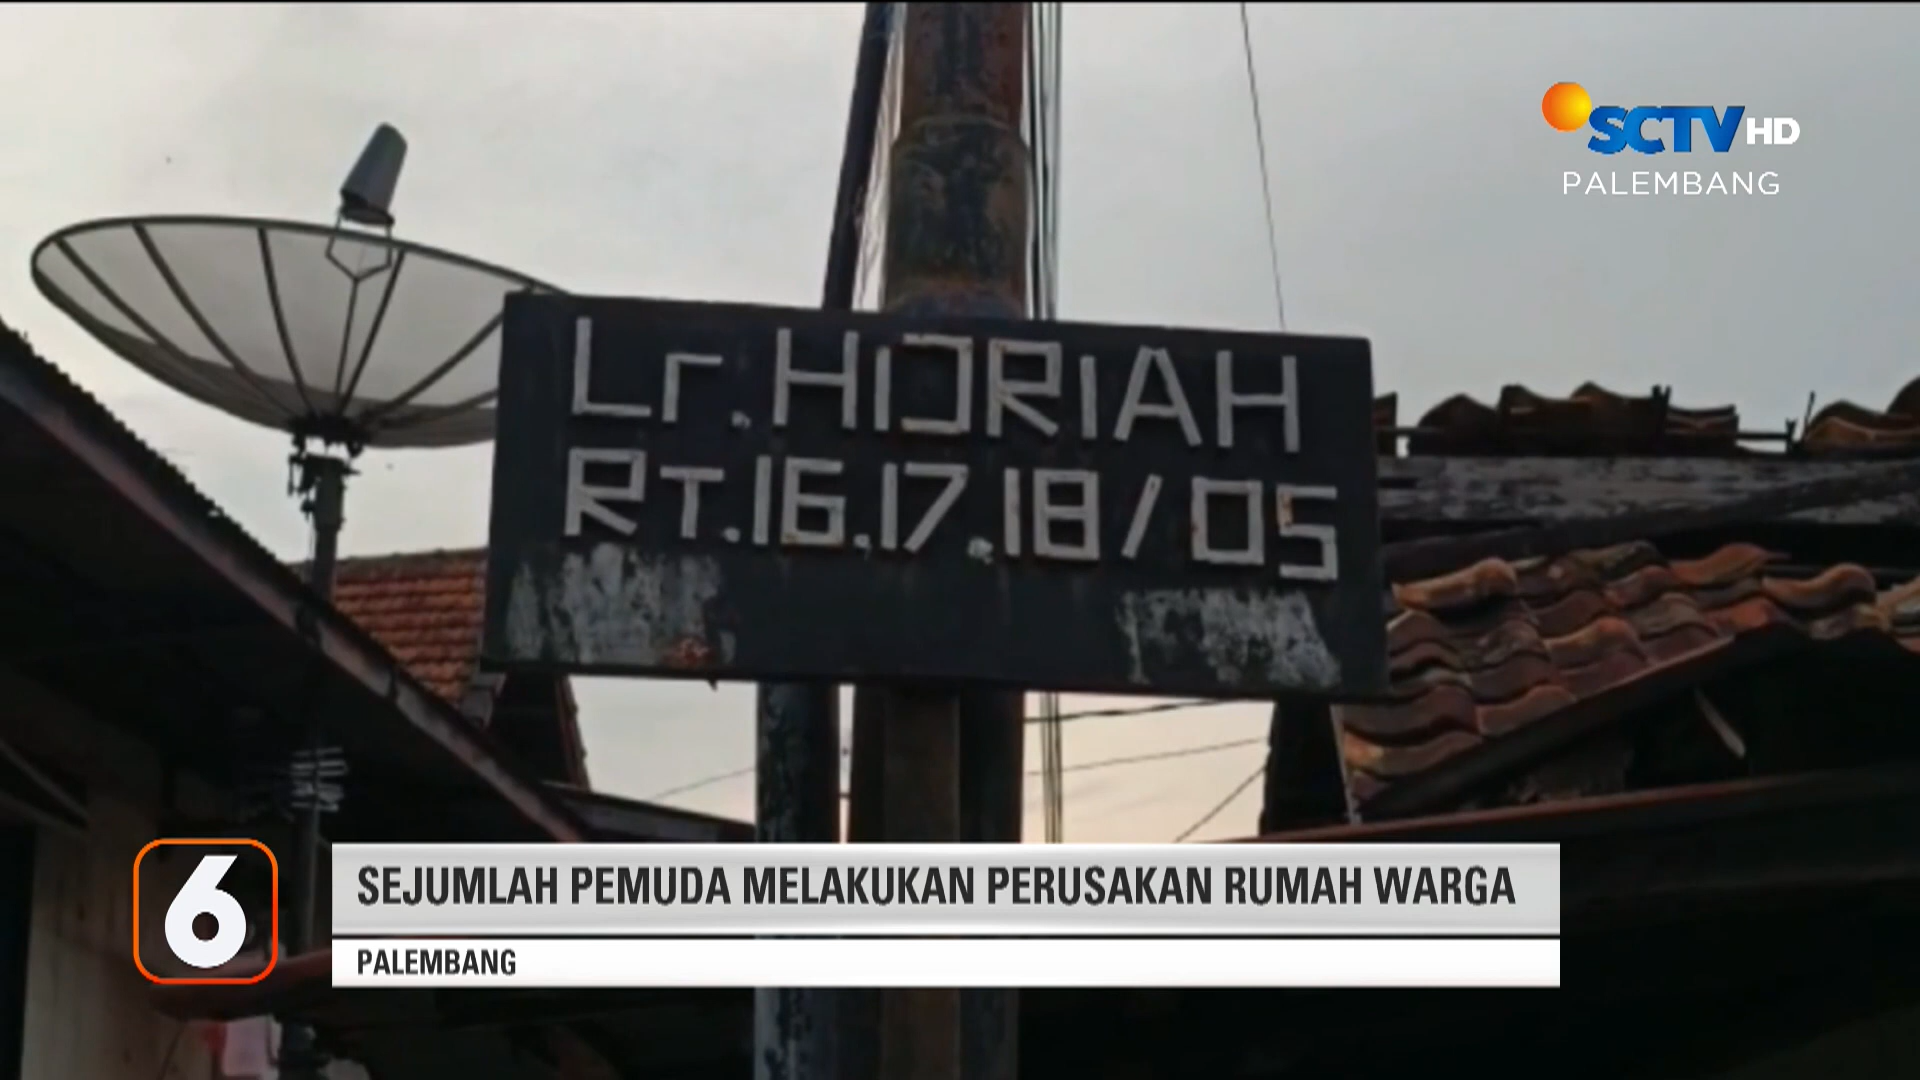 SCTV HD
PALEMBANG
Lr. HIDRIAH
RT.16.17.18/05
6
SEJUMLAH PEMUDA MELAKUKAN PERUSAKAN RUMAH WARGA
PALEMBANG